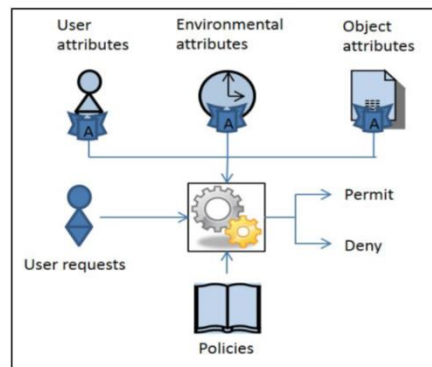 User
attributes
Environmental
attributes
Object
attributes
A
A
A
User requests
Permit
Deny
Policies